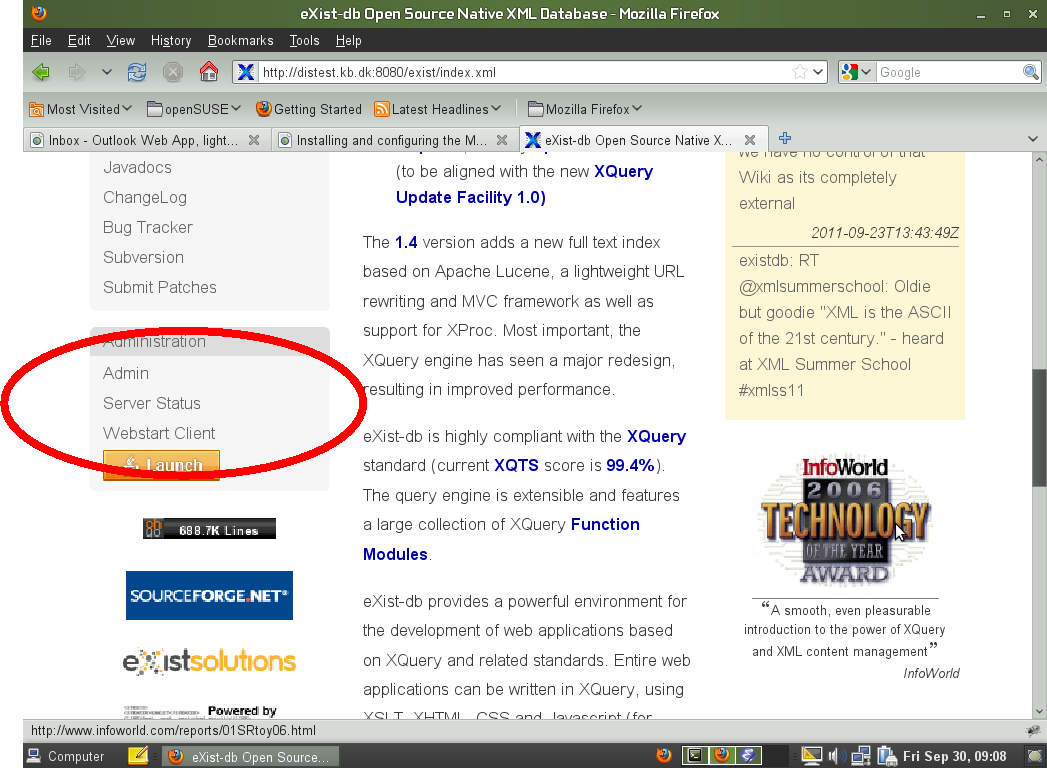 eXist-db Open Source Native XML Database - Mozilla Firefox
File Edit View History Bookmarks Tools Help
http://distest.kb.dk:8080/exist/index.xml
Google
Most Visited openSUSE Getting Started Latest Headlines Mozilla Firefox
Inbox - Outlook Web App, light... Installing and configuring the M... eXist-db Open Source Native X...
Javadocs
ChangeLog
Bug Tracker
Subversion
Submit Patches
Administration
Admin
Server Status
Webstart Client
Launch
688.7K Lines
SOURCEFORGE.NET®
existsolutions
Powered by
(to be aligned with the new XQuery
Update Facility 1.0)
The 1.4 version adds a new full text index
based on Apache Lucene, a lightweight URL
rewriting and MVC framework as well as
support for XProc. Most important, the
XQuery engine has seen a major redesign,
resulting in improved performance.
eXist-db is highly compliant with the XQuery
standard (current XQTS score is 99.4%).
The query engine is extensible and features
a large collection of XQuery Function
Modules.
eXist-db provides a powerful environment for
the development of web applications based
on XQuery and related standards. Entire web
applications can be written in XQuery, using
XSLT, XHTML, CSS and Javascript (for
we have no control of that
Wiki as its completely
external
2011-09-23T13:43:49Z
existdb: RT
@xmlsummerschool: Oldie
but goodie "XML is the ASCII
of the 21st century." - heard
at XML Summer School
#xmlss11
InfoWorld
2006
TECHNOLOGY
OF THE YEAR
AWARD
“A smooth, even pleasurable
introduction to the power of XQuery
and XML content management”
InfoWorld
http://www.infoworld.com/reports/01SRtoy06.html
Computer
eXist-db Open Source...
Fri Sep 30, 09:08